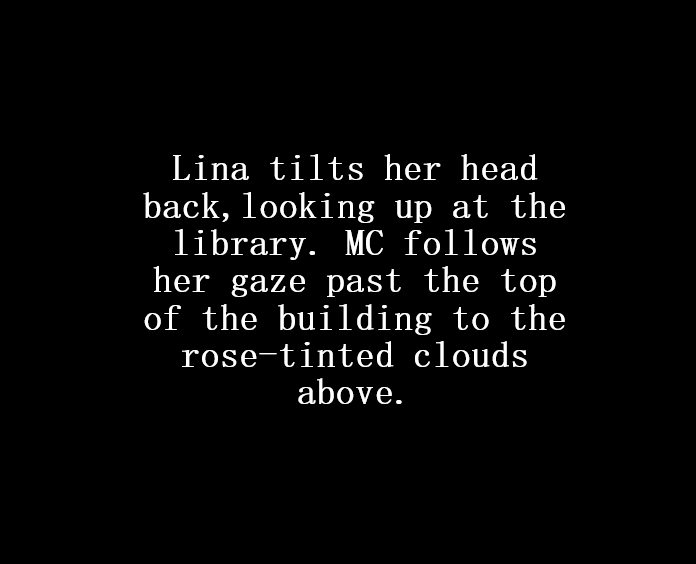 Lina tilts her head
back,looking up at the
library. MC follows
her gaze past the top
of the building to the
rose-tinted clouds
above.